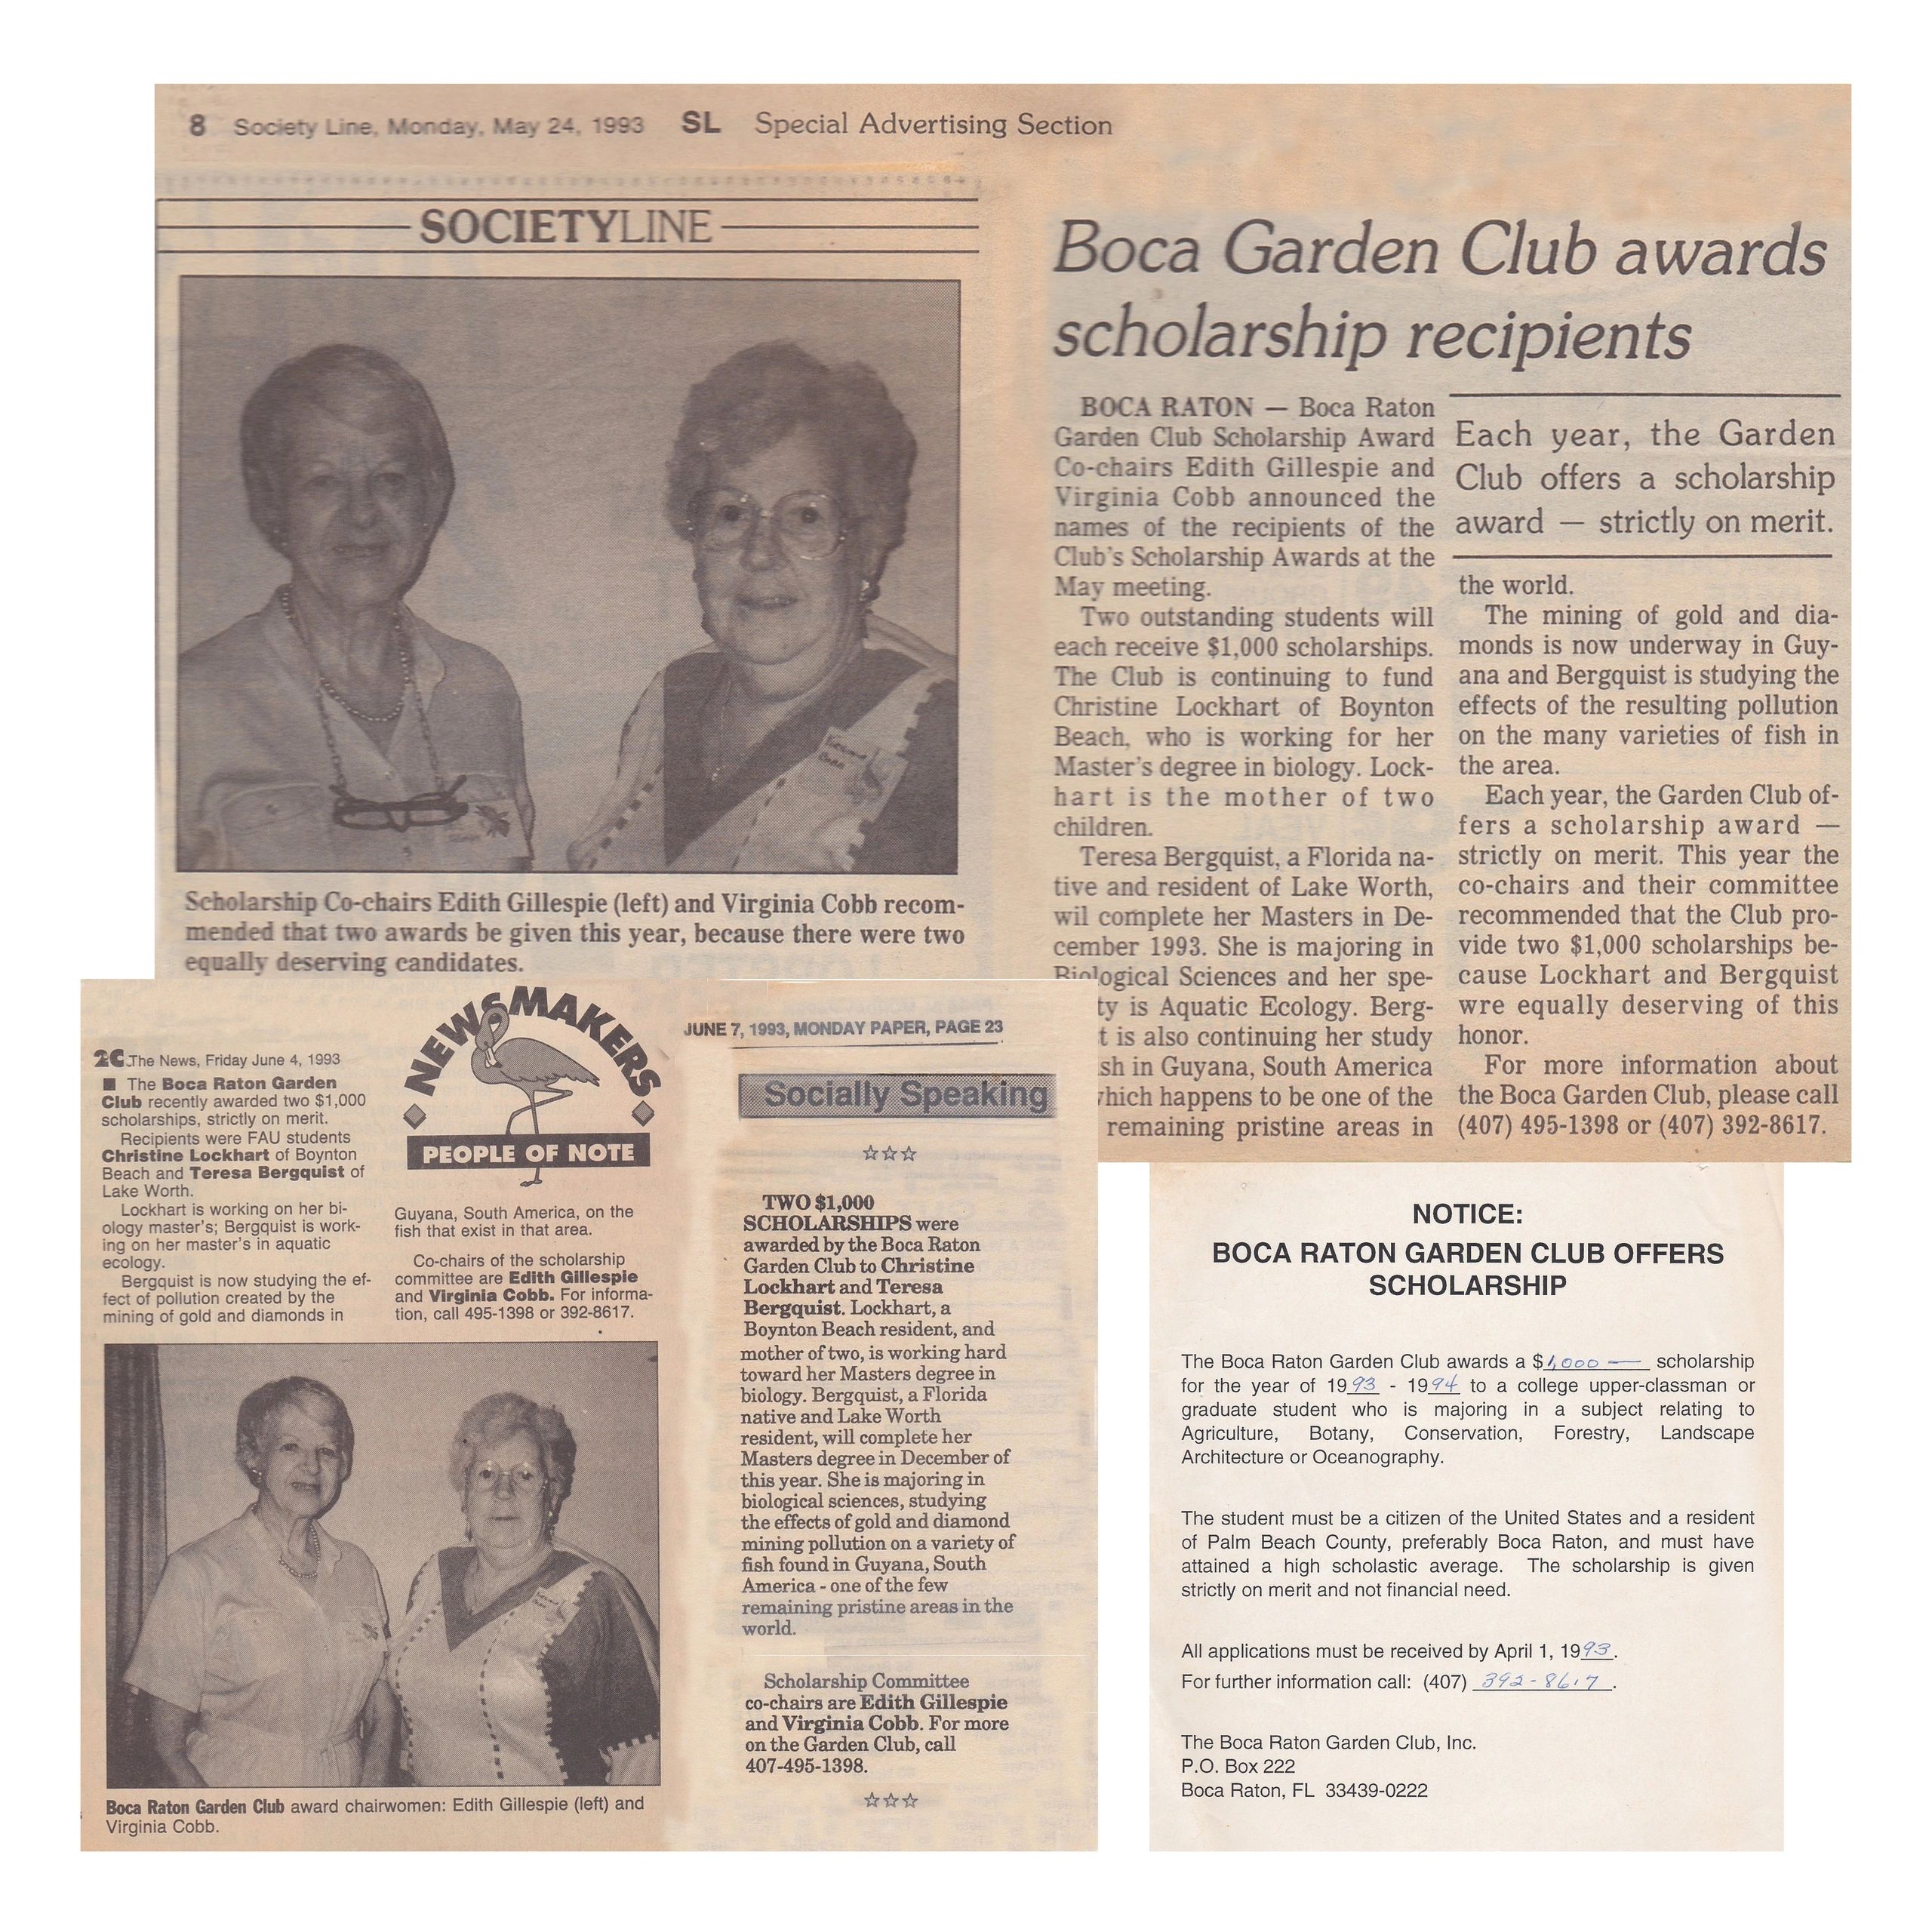 8 Society Line, Monday, May 24, 1993 SL Special Advertising Section
SOCIETYLINE
Scholarship Co-chairs Edith Gillespie (left) and Virginia Cobb recom-
mended that two awards be given this year, because there were two
equally deserving candidates.
Boca Garden Club awards
scholarship recipients
BOCA RATON — Boca Raton
Garden Club Scholarship Award
Co-chairs Edith Gillespie and
Virginia Cobb announced the
names of the recipients of the
Club's Scholarship Awards at the
May meeting.
Two outstanding students will
each receive $1,000 scholarships.
The Club is continuing to fund
Christine Lockhart of Boynton
Beach, who is working for her
Master's degree in biology. Lock-
hart is the mother of two
children.
Teresa Bergquist, a Florida na-
tive and resident of Lake Worth,
wil complete her Masters in De-
cember 1993. She is majoring in
Biological Sciences and her spe-
ty is Aquatic Ecology. Berg-
t is also continuing her study
sh in Guyana, South America
which happens to be one of the
remaining pristine areas in
Each year, the Garden
Club offers a scholarship
award — strictly on merit.
the world.
The mining of gold and dia-
monds is now underway in Guy-
ana and Bergquist is studying the
effects of the resulting pollution
on the many varieties of fish in
the area.
Each year, the Garden Club of-
fers a scholarship award —
strictly on merit. This year the
co-chairs and their committee
recommended that the Club pro-
vide two $1,000 scholarships be-
cause Lockhart and Bergquist
wre equally deserving of this
honor.
For more information about
the Boca Garden Club, please call
(407) 495-1398 or (407) 392-8617.
2C The News, Friday June 4, 1993
■ The Boca Raton Garden
Club recently awarded two $1,000
scholarships, strictly on merit.
Recipients were FAU students
Christine Lockhart of Boynton
Beach and Teresa Bergquist of
Lake Worth.
Lockhart is working on her bi-
ology master's; Bergquist is work-
ing on her master's in aquatic
ecology.
Bergquist is now studying the ef-
fect of pollution created by the
mining of gold and diamonds in
NEWSMAKERS
PEOPLE OF NOTE
Guyana, South America, on the
fish that exist in that area.
Co-chairs of the scholarship
committee are Edith Gillespie
and Virginia Cobb. For informa-
tion, call 495-1398 or 392-8617.
Boca Raton Garden Club award chairwomen: Edith Gillespie (left) and
Virginia Cobb.
JUNE 7, 1993, MONDAY PAPER, PAGE 23
Socially Speaking
☆☆☆
TWO $1,000
SCHOLARSHIPS were
awarded by the Boca Raton
Garden Club to Christine
Lockhart and Teresa
Bergquist. Lockhart, a
Boynton Beach resident, and
mother of two, is working hard
toward her Masters degree in
biology. Bergquist, a Florida
native and Lake Worth
resident, will complete her
Masters degree in December of
this year. She is majoring in
biological sciences, studying
the effects of gold and diamond
mining pollution on a variety of
fish found in Guyana, South
America - one of the few
remaining pristine areas in the
world.
Scholarship Committee
co-chairs are Edith Gillespie
and Virginia Cobb. For more
on the Garden Club, call
407-495-1398.
☆☆☆
NOTICE:
BOCA RATON GARDEN CLUB OFFERS
SCHOLARSHIP
The Boca Raton Garden Club awards a $1,000 — scholarship
for the year of 1993 - 1994 to a college upper-classman or
graduate student who is majoring in a subject relating to
Agriculture, Botany, Conservation, Forestry, Landscape
Architecture or Oceanography.
The student must be a citizen of the United States and a resident
of Palm Beach County, preferably Boca Raton, and must have
attained a high scholastic average. The scholarship is given
strictly on merit and not financial need.
All applications must be received by April 1, 1993.
For further information call: (407) 392-8617.
The Boca Raton Garden Club, Inc.
P.O. Box 222
Boca Raton, FL 33439-0222